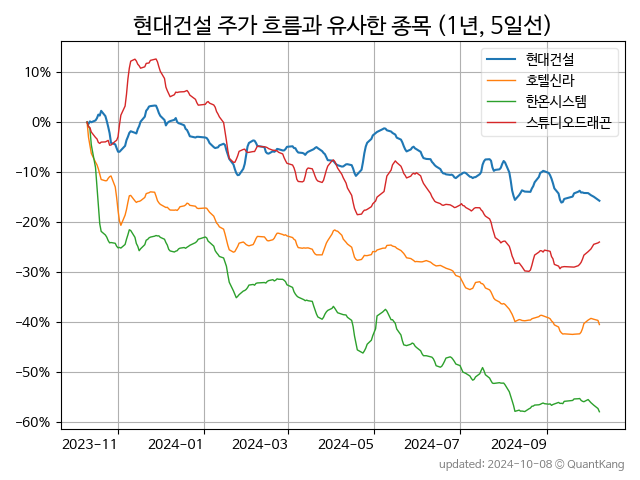 현대건설 주가 흐름과 유사한 종목 (1년, 5일선)
현대건설
호텔신라
한온시스템
스튜디오드래곤
10%
0%
−10%
−20%
−30%
−40%
−50%
−60%
2023−11 2024−01 2024−03 2024−05 2024−07 2024−09
updated: 2024-10-08 © QuantKang